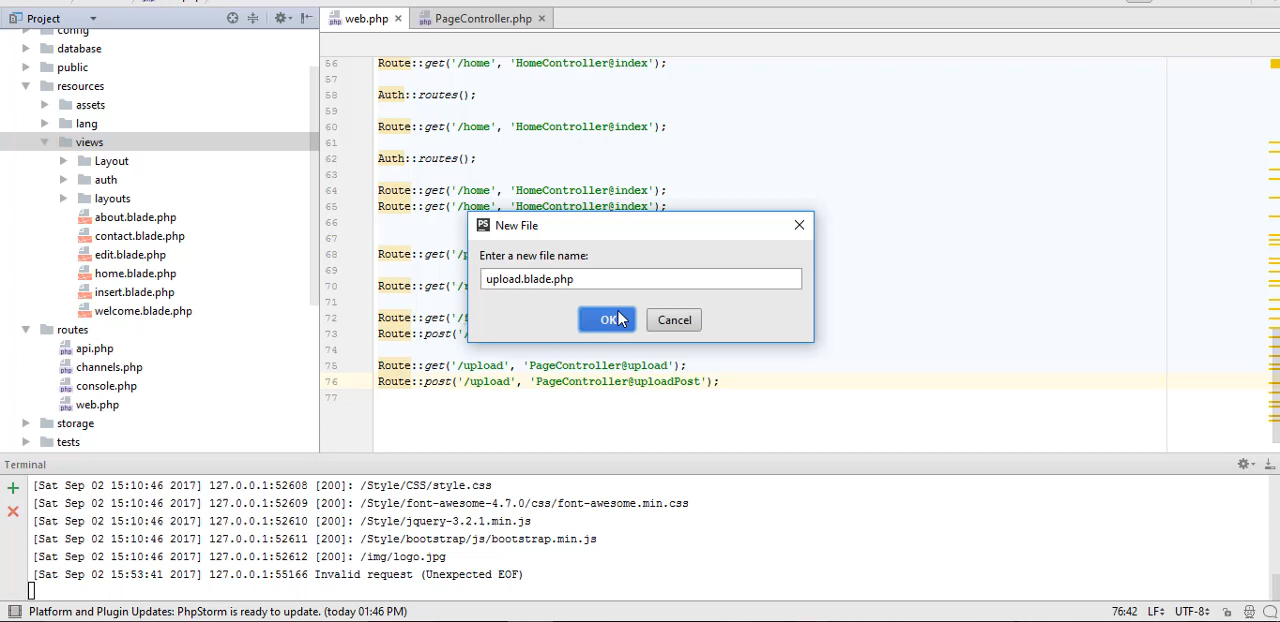 Project
web.php
PageController.php
config
database
public
resources
assets
lang
views
Layout
auth
layouts
about.blade.php
contact.blade.php
edit.blade.php
home.blade.php
insert.blade.php
welcome.blade.php
routes
api.php
channels.php
console.php
web.php
storage
tests
56 Route::get('/home', 'HomeController@index');
57
58 Auth::routes();
59
60 Route::get('/home', 'HomeController@index');
61
62 Auth::routes();
63
64 Route::get('/home', 'HomeController@index');
65 Route::get('/home', 'HomeController@index');
66
67
68 Route::get('/
69
70 Route::get('/
71
72 Route::get('/
73 Route::post('/
74
75 Route::get('/upload', 'PageController@upload');
76 Route::post('/upload', 'PageController@uploadPost');
77
PS New File
Enter a new file name:
upload.blade.php
OK
Cancel
Terminal
[Sat Sep 02 15:10:46 2017] 127.0.0.1:52608 [200]: /Style/CSS/style.css
[Sat Sep 02 15:10:46 2017] 127.0.0.1:52609 [200]: /Style/font-awesome-4.7.0/css/font-awesome.min.css
[Sat Sep 02 15:10:46 2017] 127.0.0.1:52610 [200]: /Style/jquery-3.2.1.min.js
[Sat Sep 02 15:10:46 2017] 127.0.0.1:52611 [200]: /Style/bootstrap/js/bootstrap.min.js
[Sat Sep 02 15:10:46 2017] 127.0.0.1:52612 [200]: /img/logo.jpg
[Sat Sep 02 15:53:41 2017] 127.0.0.1:55166 Invalid request (Unexpected EOF)
Platform and Plugin Updates: PhpStorm is ready to update. (today 01:46 PM)
76:42 LF UTF-8